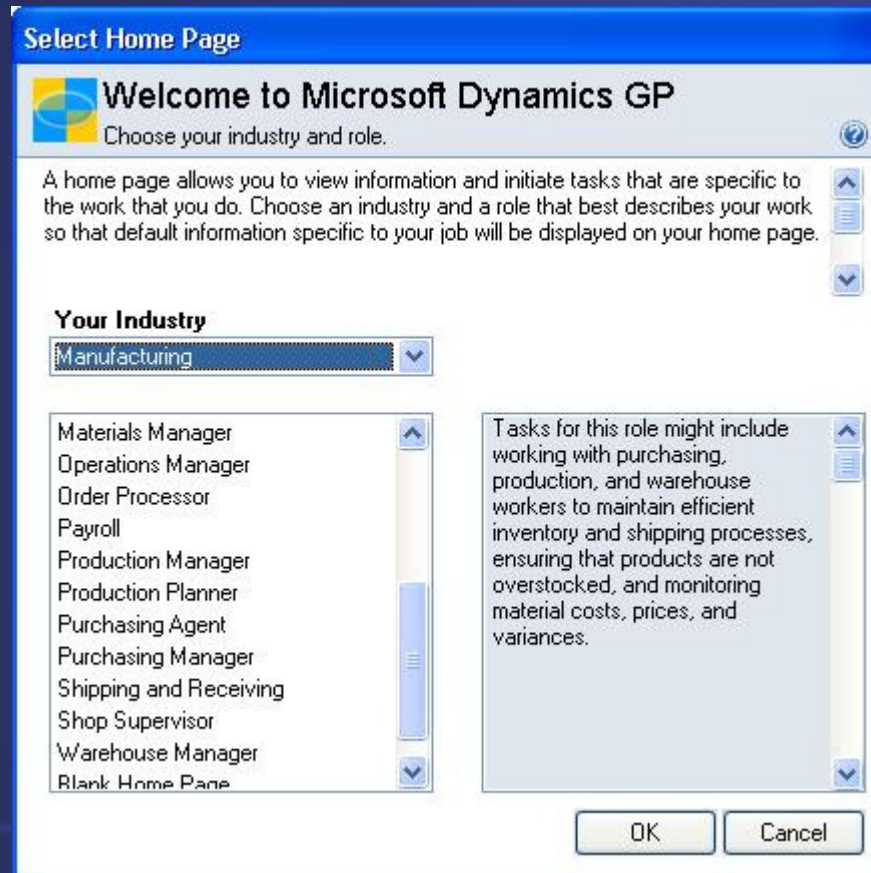 Select Home Page
Welcome to Microsoft Dynamics GP
Choose your industry and role.
A home page allows you to view information and initiate tasks that are specific to
the work that you do. Choose an industry and a role that best describes your work
so that default information specific to your job will be displayed on your home page.
Your Industry
Manufacturing
Materials Manager
Operations Manager
Order Processor
Payroll
Production Manager
Production Planner
Purchasing Agent
Purchasing Manager
Shipping and Receiving
Shop Supervisor
Warehouse Manager
Blank Home Page
Tasks for this role might include
working with purchasing,
production, and warehouse
workers to maintain efficient
inventory and shipping processes,
ensuring that products are not
overstocked, and monitoring
material costs, prices, and
variances.
OK
Cancel